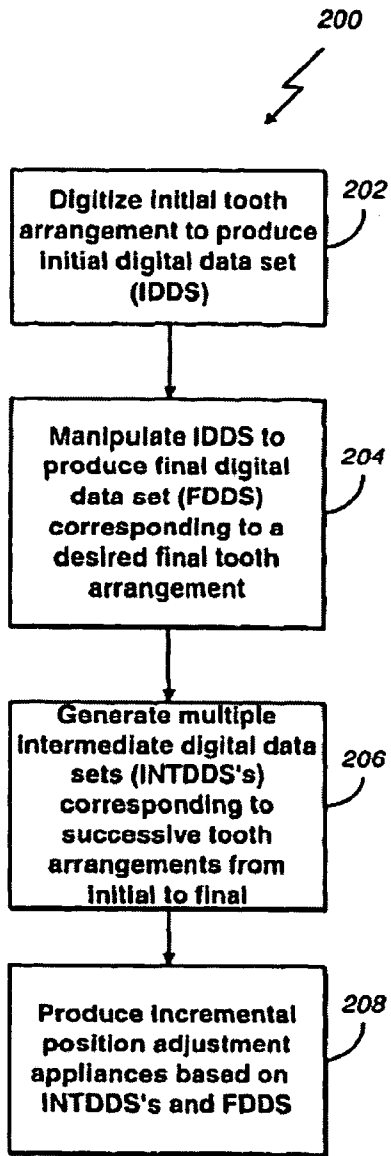 200
202
Digitize initial tooth
arrangement to produce
initial digital data set
(IDDS)
204
Manipulate IDDS to
produce final digital
data set (FDDS)
corresponding to a
desired final tooth
arrangement
206
Generate multiple
intermediate digital data
sets (INTDDS's)
corresponding to
successive tooth
arrangements from
initial to final
208
Produce incremental
position adjustment
appliances based on
INTDDS's and FDDS